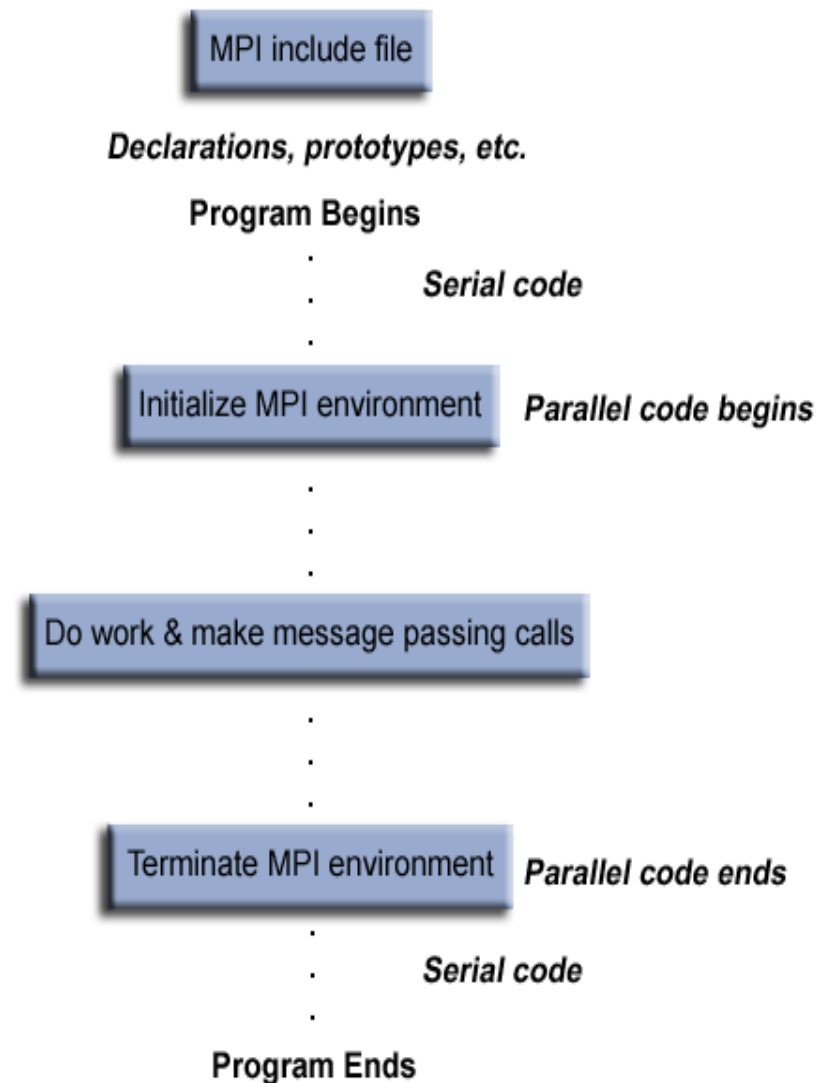 MPI include file
Declarations, prototypes, etc.
Program Begins
Serial code
Initialize MPI environment
Parallel code begins
Do work & make message passing calls
Terminate MPI environment
Parallel code ends
Serial code
Program Ends